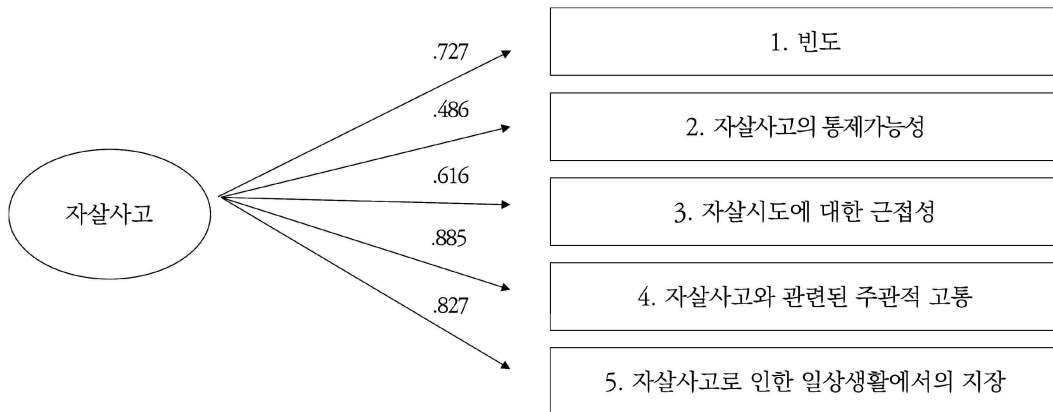 .727
1. 빈도
.486
2. 자살사고의 통제가능성
.616
자살사고
3. 자살시도에 대한 근접성
.885
4. 자살사고와 관련된 주관적 고통
.827
5. 자살사고로 인한 일상생활에서의 지장